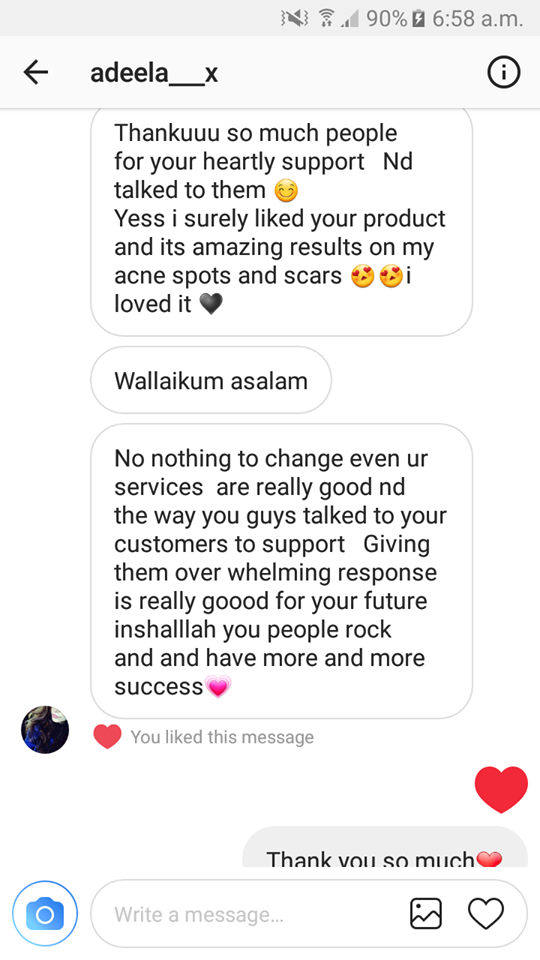 90% 6:58 a.m.
adeela___x
Thankuuu so much people
for your heartly support Nd
talked to them 😊
Yess i surely liked your product
and its amazing results on my
acne spots and scars 😍😍i
loved it 🖤
Wallaikum asalam
No nothing to change even ur
services are really good nd
the way you guys talked to your
customers to support Giving
them over whelming response
is really goood for your future
inshalllah you people rock
and and have more and more
success💗
You liked this message
Thank you so much❤
Write a message...